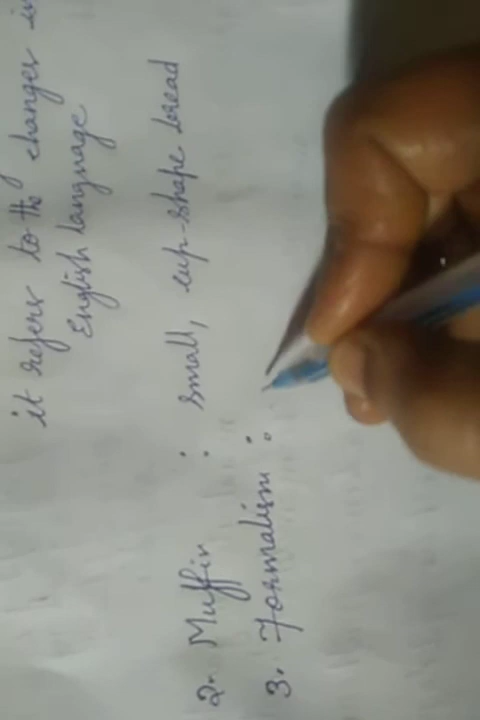 it refers to the changes in
English language
2. Muffin : small, cup-shape bread
3. Formalism :